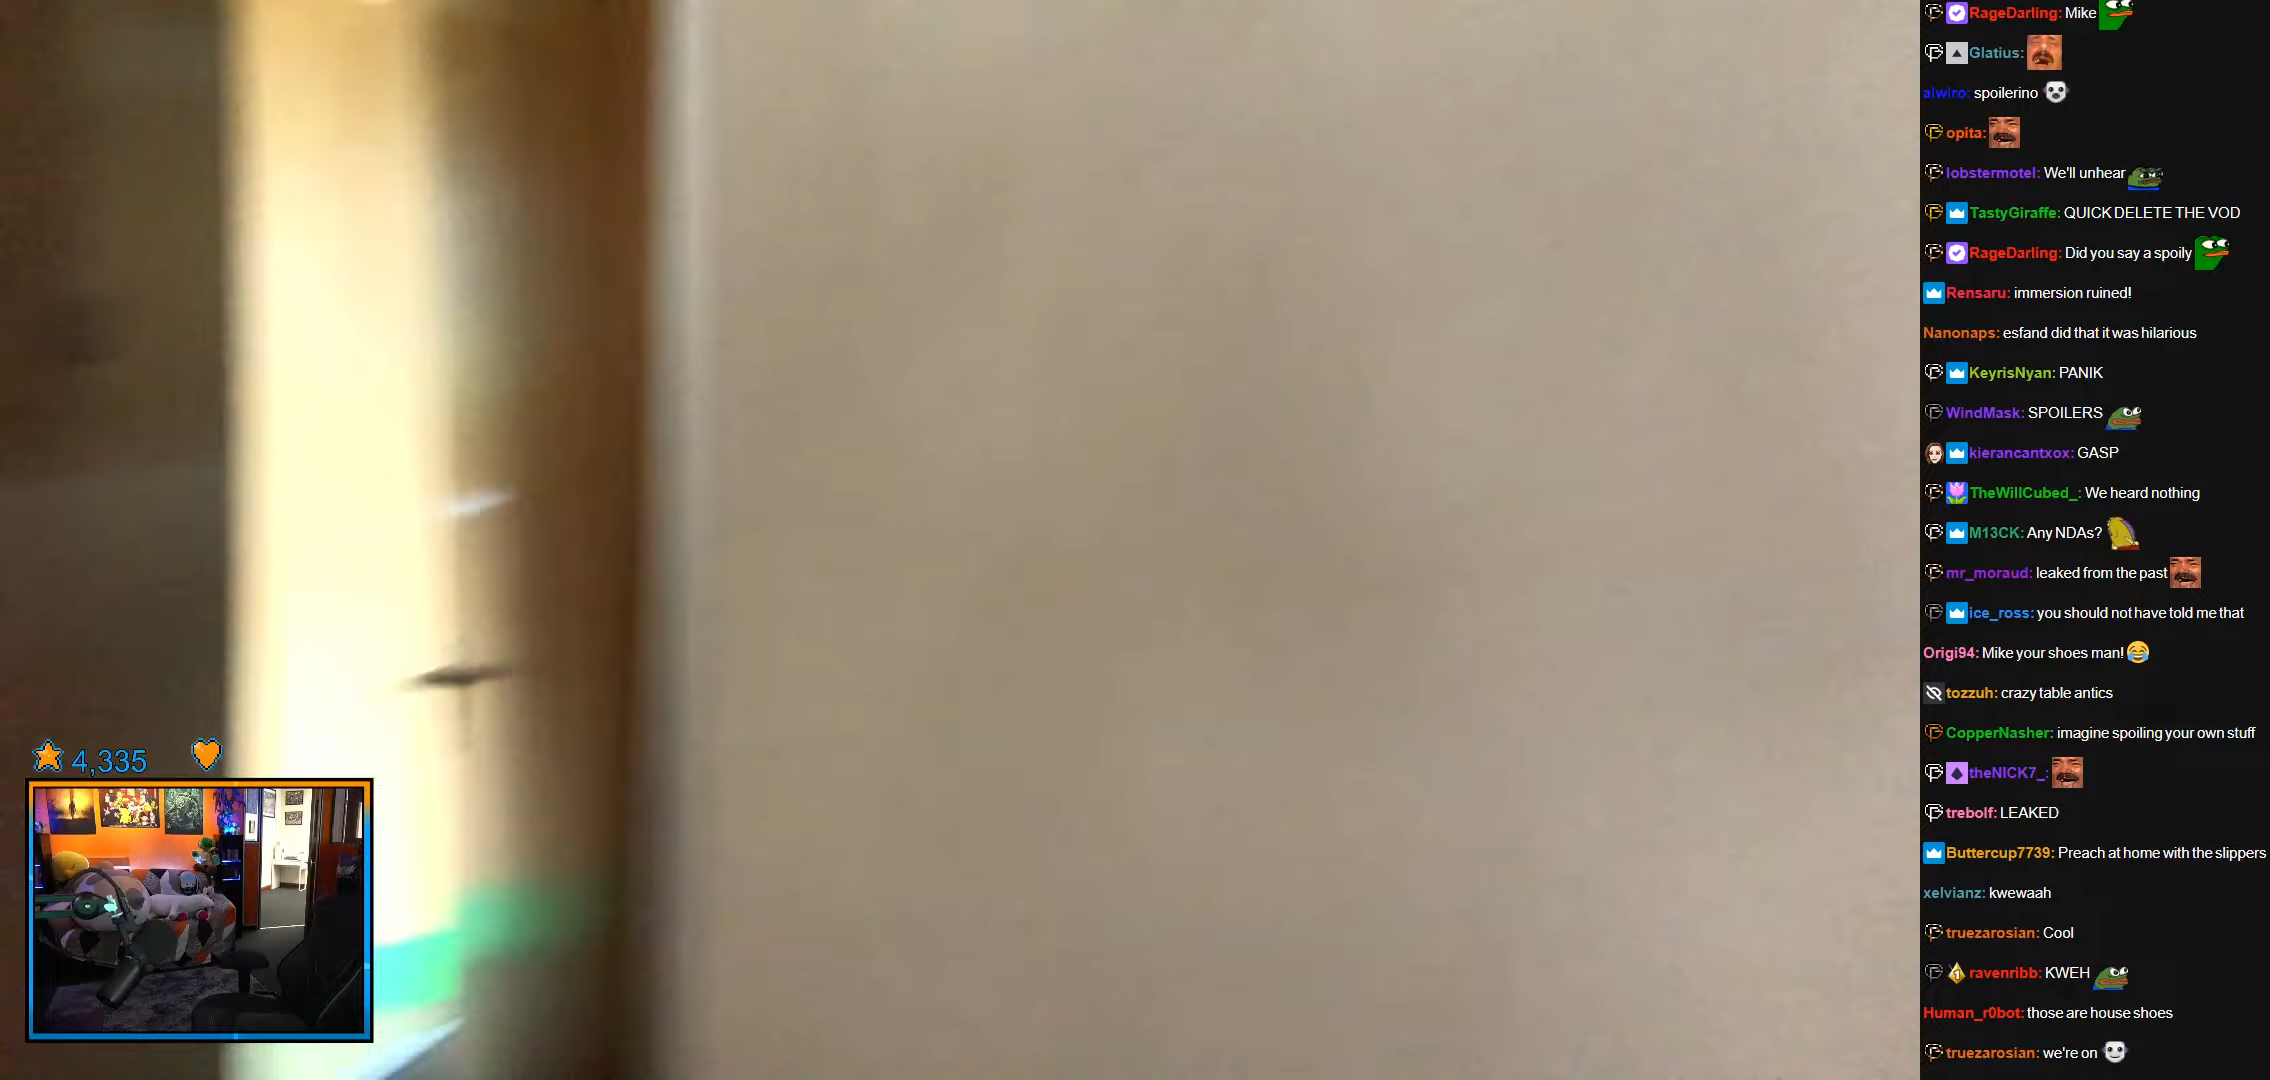 RageDarling: Mike
Glatius:
alwiro: spoilerino
opita:
lobstermotel: We'll unhear
TastyGiraffe: QUICK DELETE THE VOD
RageDarling: Did you say a spoily
Rensaru: immersion ruined!
Nanonaps: esfand did that it was hilarious
KeyrisNyan: PANIK
WindMask: SPOILERS
kierancantxox: GASP
TheWillCubed_: We heard nothing
M13CK: Any NDAs?
mr_moraud: leaked from the past
ice_ross: you should not have told me that
Origi94: Mike your shoes man!
tozzuh: crazy table antics
CopperNasher: imagine spoiling your own stuff
theNICK7_:
trebolf: LEAKED
Buttercup7739: Preach at home with the slippers
xelvianz: kwewaah
truezarosian: Cool
ravenribb: KWEH
Human_r0bot: those are house shoes
truezarosian: we're on
4,335